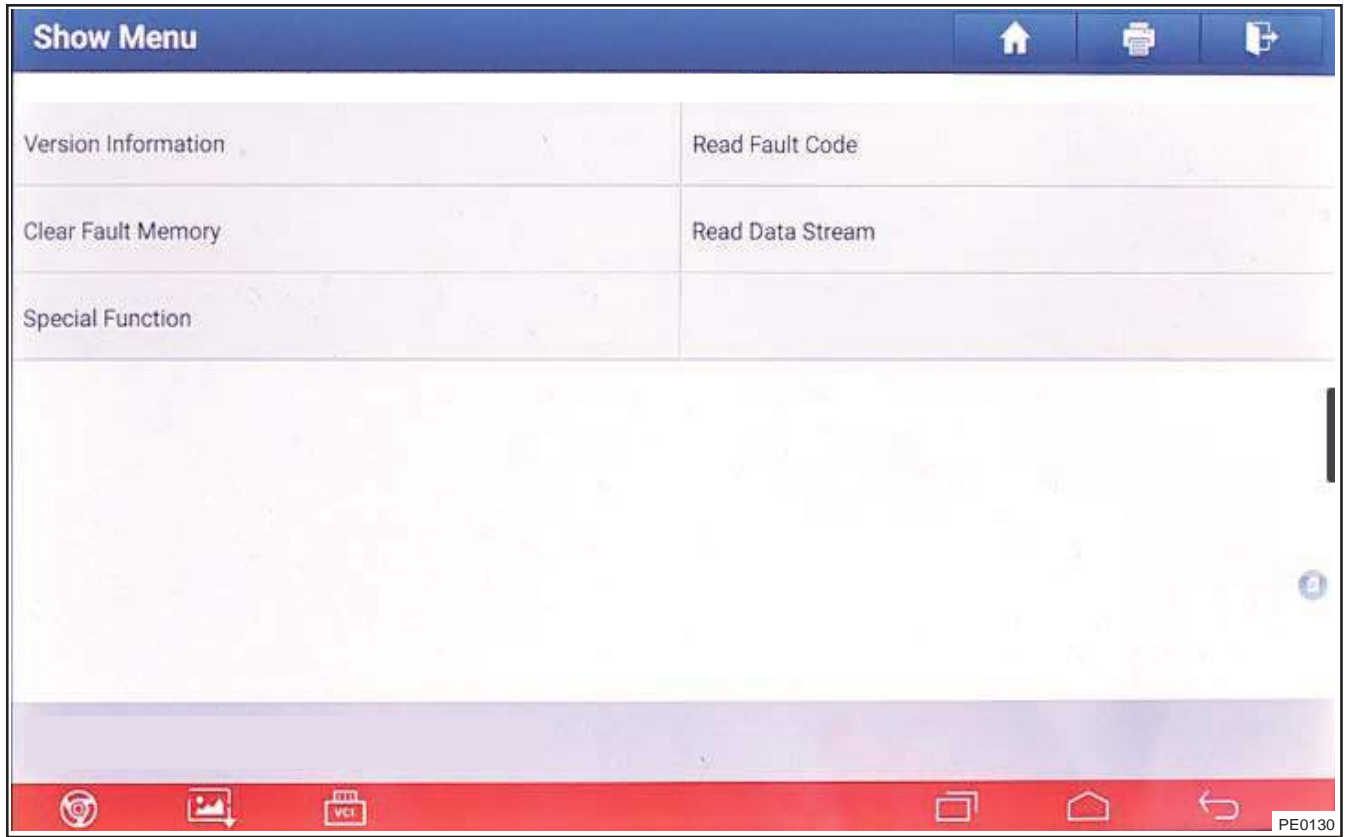 Show Menu
Version Information
Read Fault Code
Clear Fault Memory
Read Data Stream
Special Function
VCI
PE0130